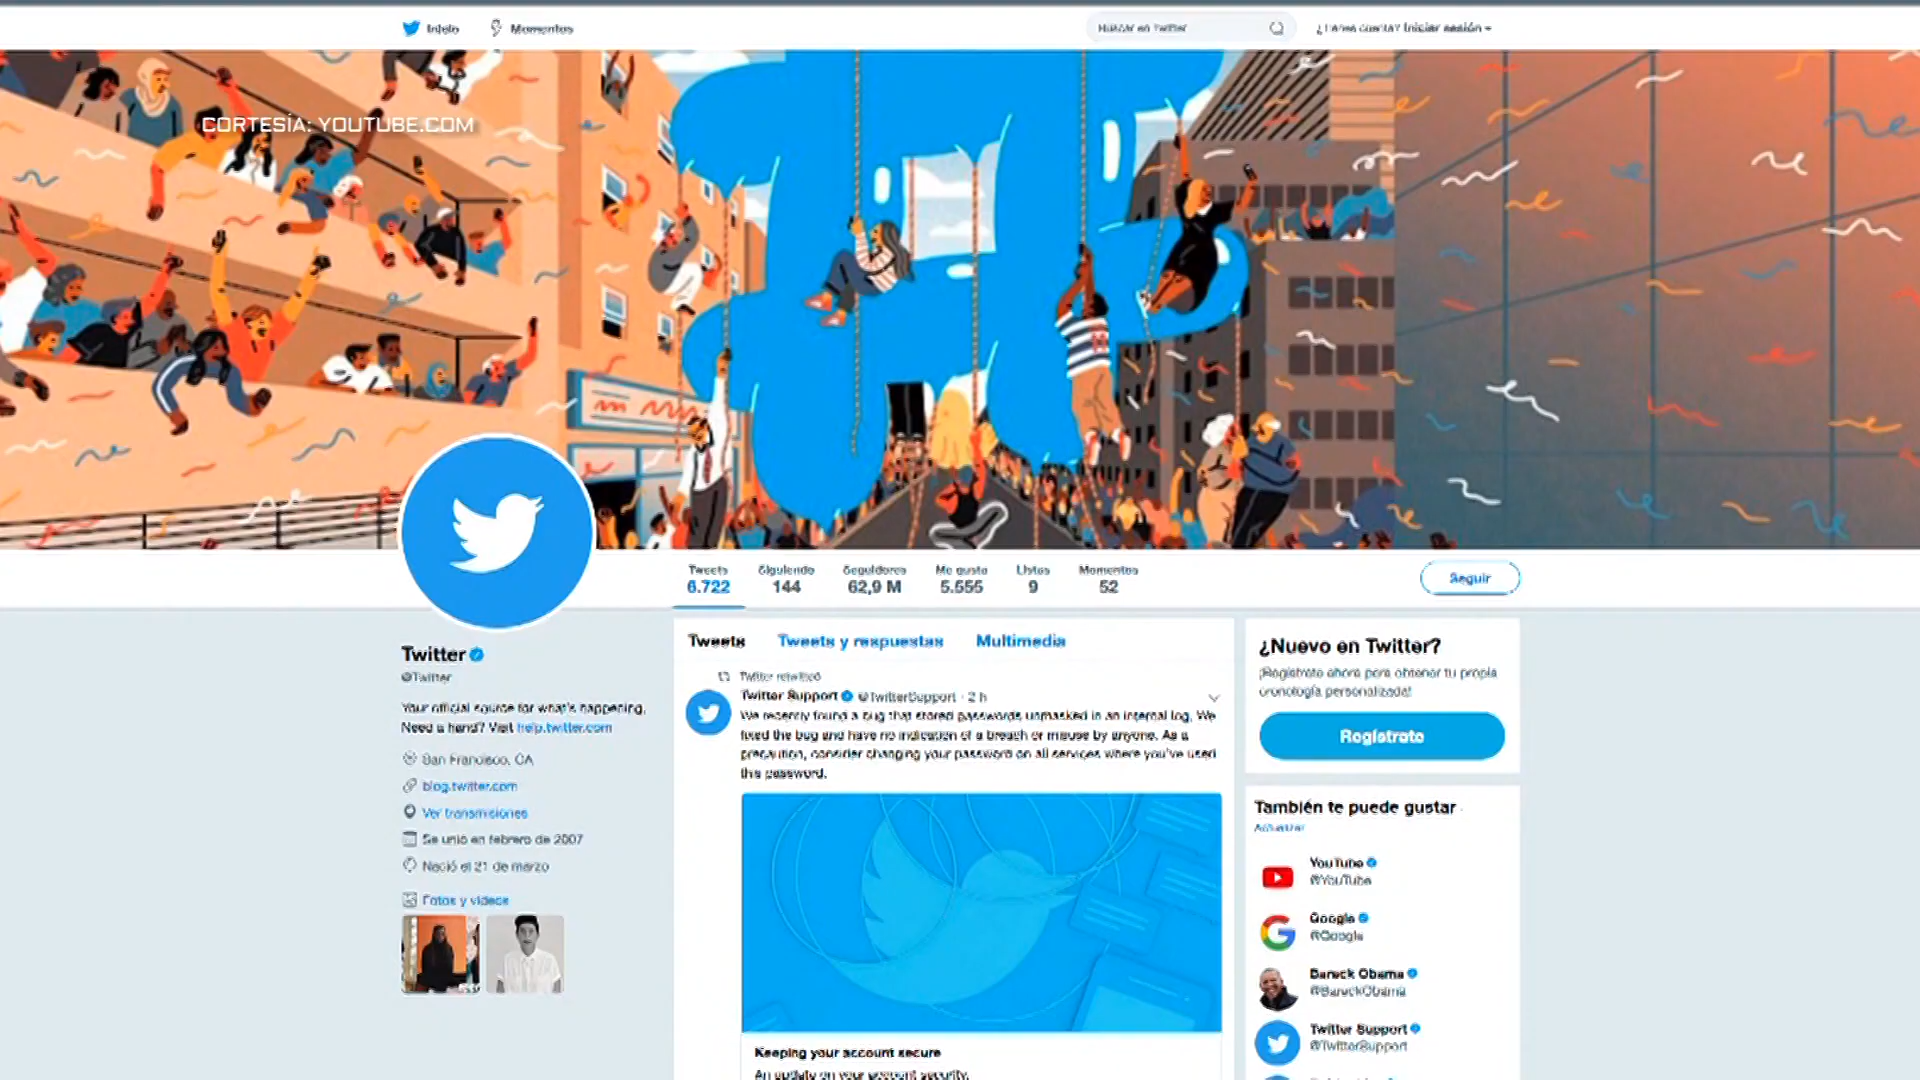 Inicio
Momentos
Buscar en Twitter
¿Tienes cuenta? Iniciar sesión
CORTESÍA: YOUTUBE.COM
Tweets
Siguiendo
Seguidores
Me gusta
Listas
Momentos
6.722
144
62,9 M
5.555
9
52
Seguir
Twitter
@Twitter
Your official source for what's happening.
Need a hand? Visit help.twitter.com
San Francisco, CA
blog.twitter.com
Ver transmisiones
Se unió en febrero de 2007
Nació el 21 de marzo
Fotos y videos
Tweets
Tweets y respuestas
Multimedia
Twitter retwitteó
Twitter Support @TwitterSupport · 2 h
We recently found a bug that stored passwords unmasked in an internal log. We
fixed the bug and have no indication of a breach or misuse by anyone. As a
precaution, consider changing your password on all services where you've used
this password.
Keeping your account secure
An update on your account security.
¿Nuevo en Twitter?
¡Regístrate ahora para obtener tu propia
cronología personalizada!
Regístrate
También te puede gustar ·
Actualizar
YouTube
@YouTube
Google
@Google
Barack Obama
@BarackObama
Twitter Support
@TwitterSupport